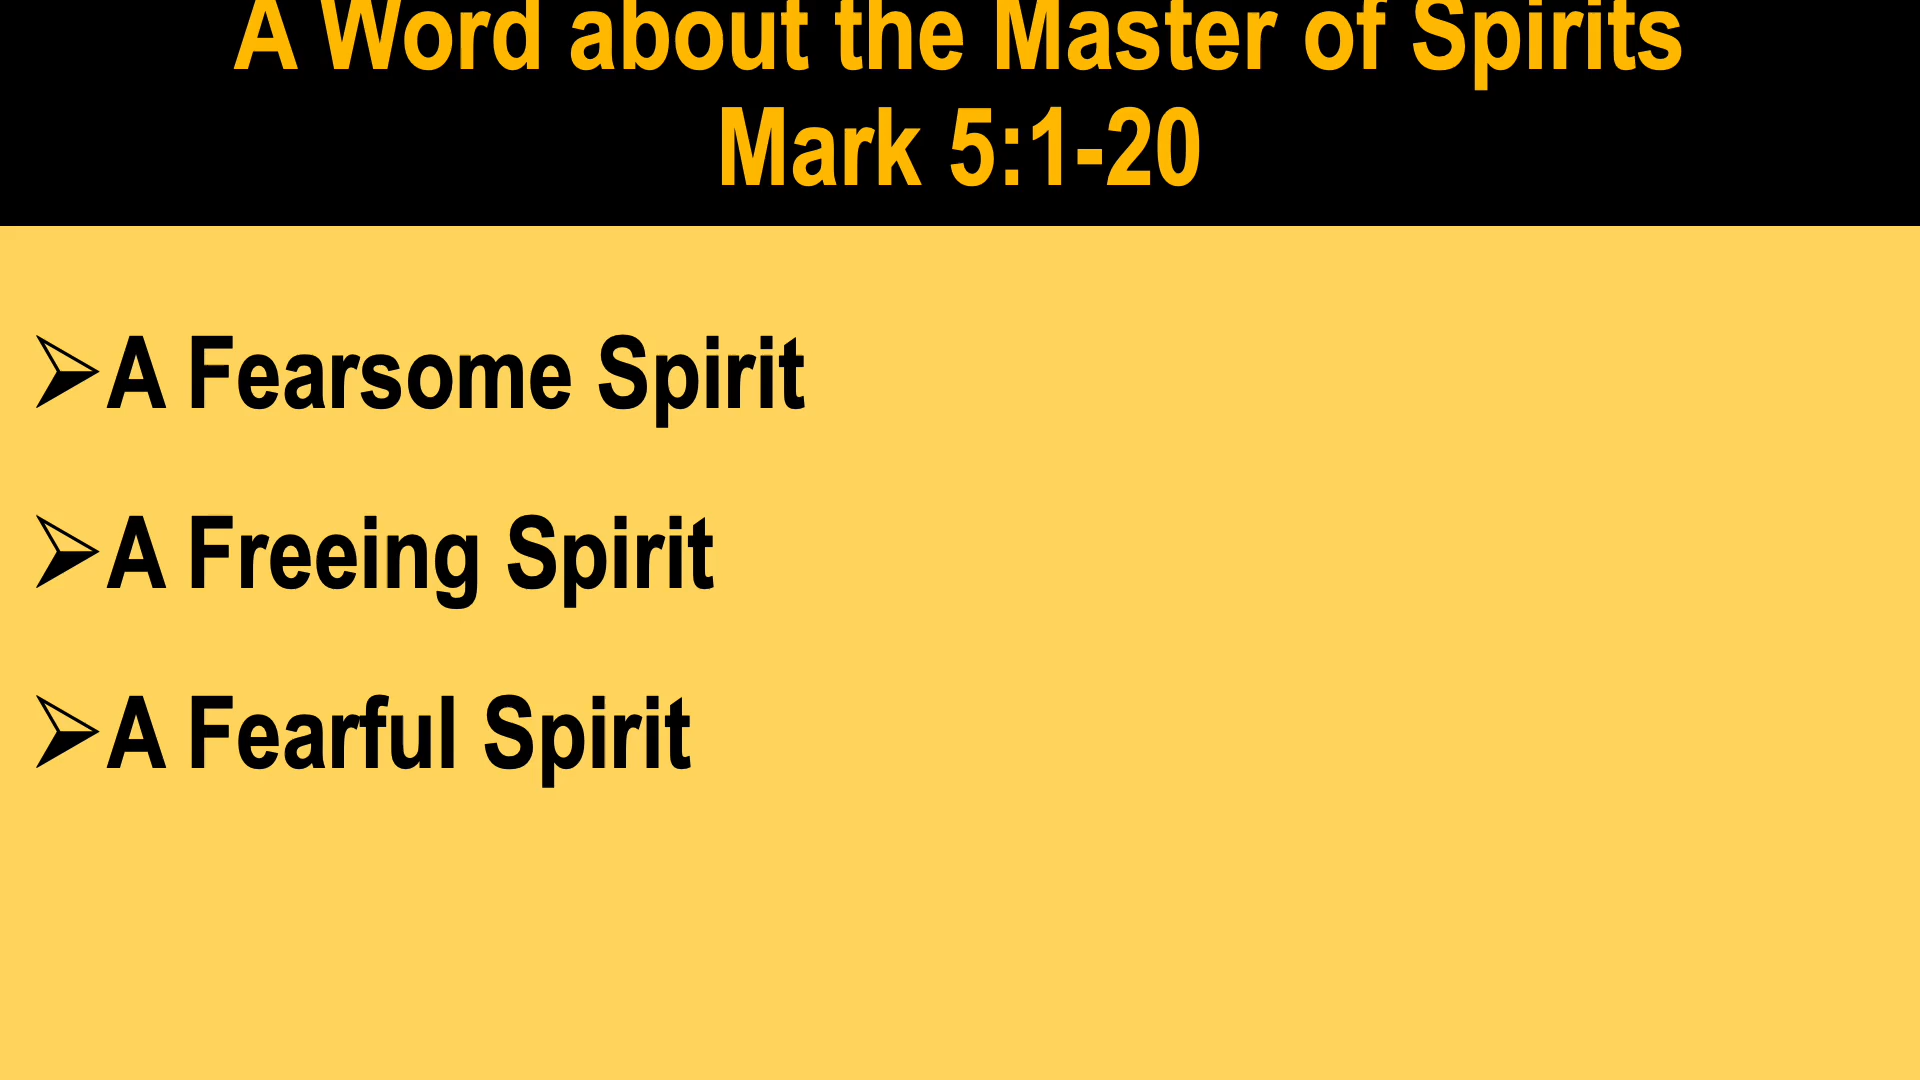 A Word about the Master of Spirits
Mark 5:1-20
➢A Fearsome Spirit
➢A Freeing Spirit
➢A Fearful Spirit